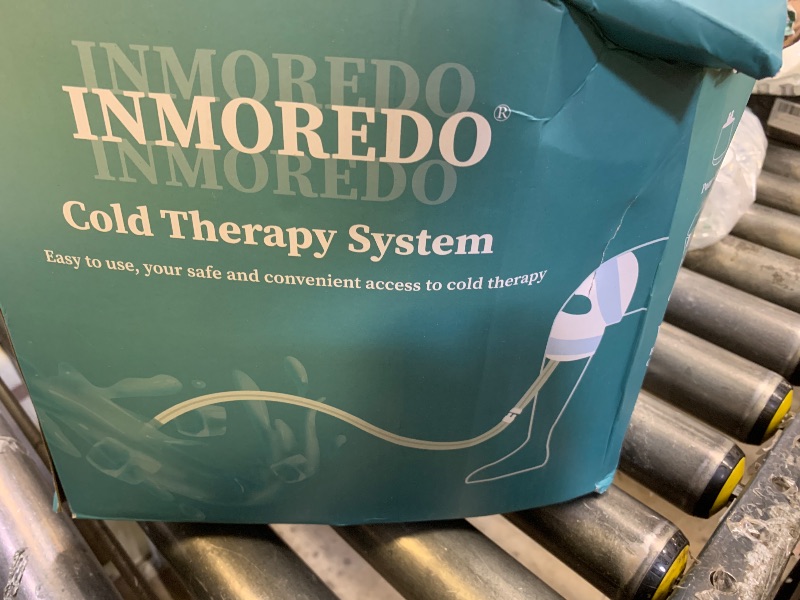 INMOREDO
INMOREDO®
INMOREDO
Cold Therapy System
Easy to use, your safe and convenient access to cold therapy